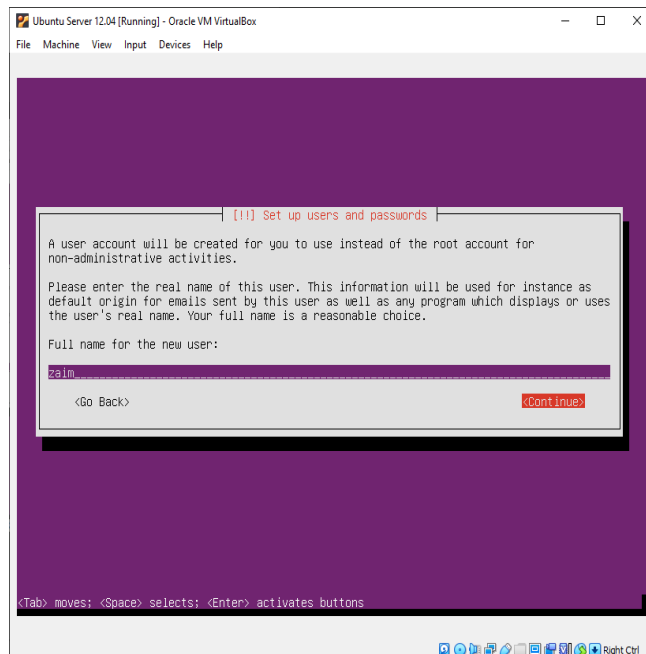 Ubuntu Server 12.04 [Running] - Oracle VM VirtualBox
File Machine View Input Devices Help
[!!] Set up users and passwords
A user account will be created for you to use instead of the root account for
non-administrative activities.
Please enter the real name of this user. This information will be used for instance as
default origin for emails sent by this user as well as any program which displays or uses
the user's real name. Your full name is a reasonable choice.
Full name for the new user:
zaim
<Go Back> <Continue>
<Tab> moves; <Space> selects; <Enter> activates buttons
Right Ctrl